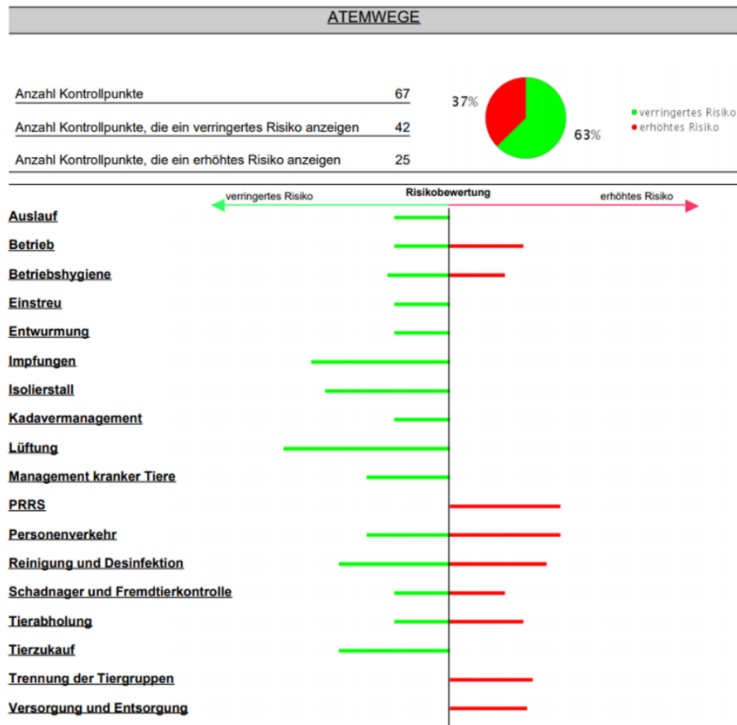 ATEMWEGE
Anzahl Kontrollpunkte 67
Anzahl Kontrollpunkte, die ein verringertes Risiko anzeigen 42
Anzahl Kontrollpunkte, die ein erhöhtes Risiko anzeigen 25
37%
63%
verringertes Risiko
erhöhtes Risiko
verringertes Risiko Risikobewertung erhöhtes Risiko
Auslauf
Betrieb
Betriebshygiene
Einstreu
Entwurmung
Impfungen
Isolierstall
Kadavermanagement
Lüftung
Management kranker Tiere
PRRS
Personenverkehr
Reinigung und Desinfektion
Schadnager und Fremdtierkontrolle
Tierabholung
Tierzukauf
Trennung der Tiergruppen
Versorgung und Entsorgung